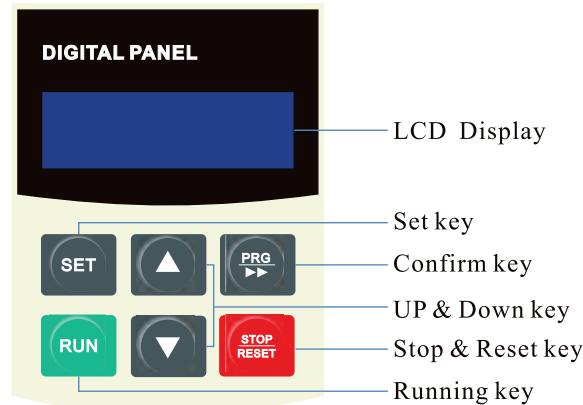 DIGITAL PANEL
LCD Display
Set key
SET
PRG
Confirm key
UP & Down key
RUN
STOP
RESET
Stop & Reset key
Running key